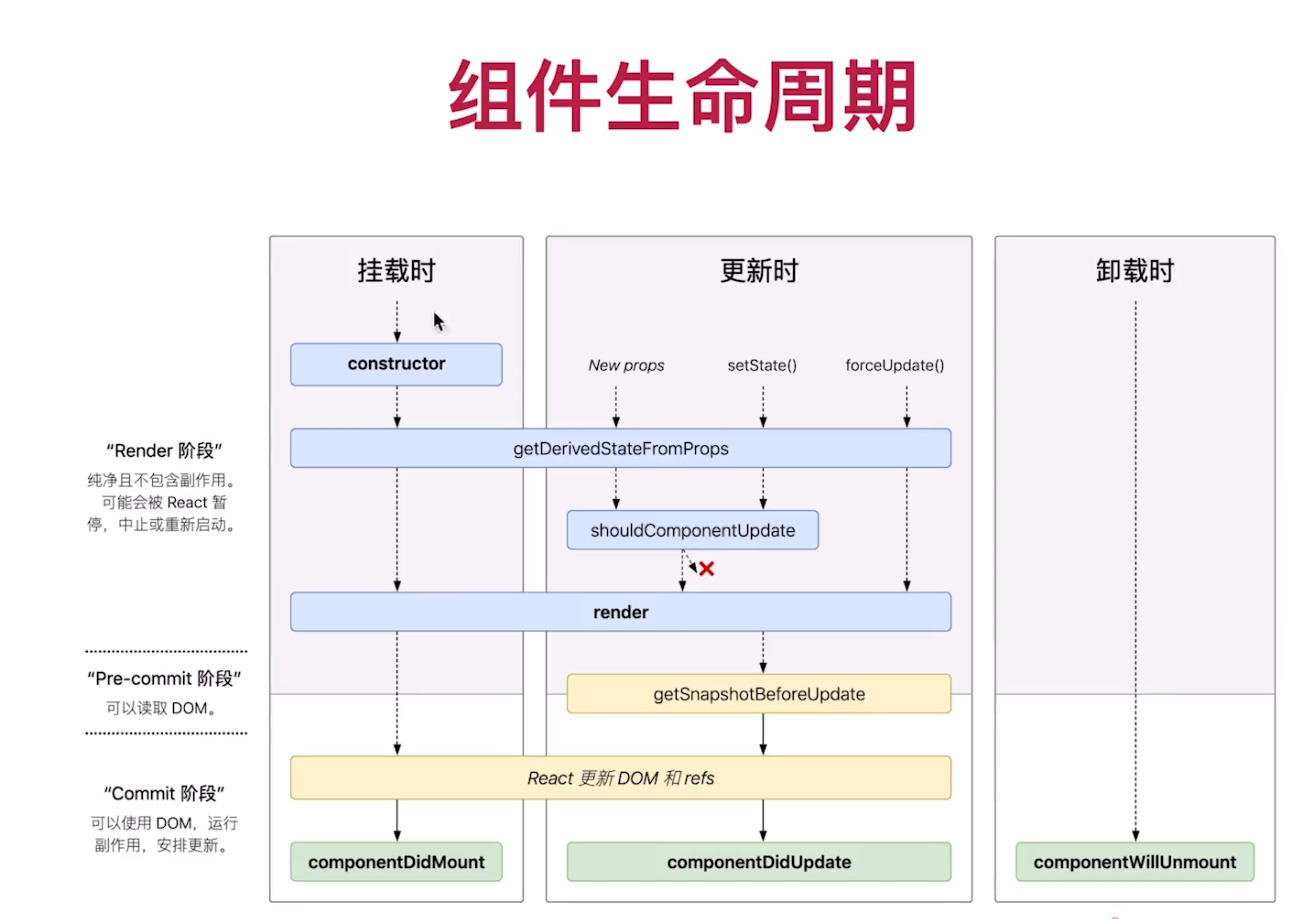 组件生命周期
挂载时
更新时
卸载时
constructor
New props
setState()
forceUpdate()
“Render 阶段”
纯净且不包含副作用。
可能会被 React 暂
停，中止或重新启动。
getDerivedStateFromProps
shouldComponentUpdate
render
“Pre-commit 阶段”
可以读取 DOM。
getSnapshotBeforeUpdate
React 更新 DOM 和 refs
“Commit 阶段”
可以使用 DOM，运行
副作用，安排更新。
componentDidMount
componentDidUpdate
componentWillUnmount